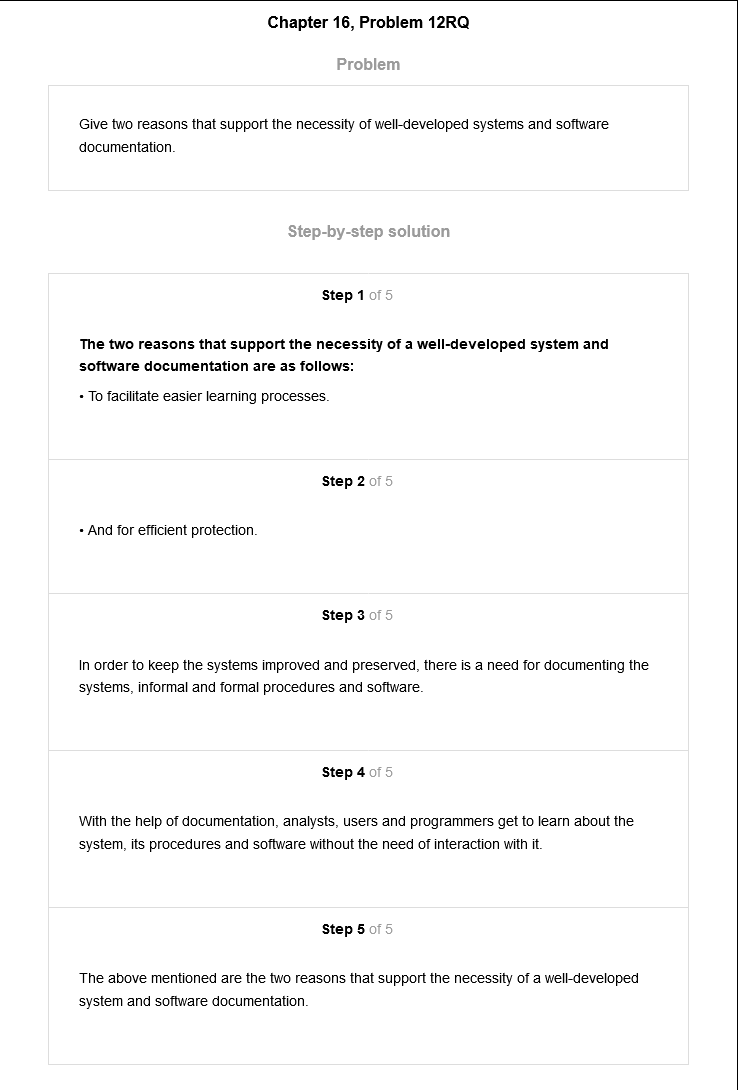 Chapter 16, Problem 12RQ
Problem
Give two reasons that support the necessity of well-developed systems and software
documentation.
Step-by-step solution
Step 1 of 5
The two reasons that support the necessity of a well-developed system and
software documentation are as follows:
• To facilitate easier learning processes.
Step 2 of 5
• And for efficient protection.
Step 3 of 5
In order to keep the systems improved and preserved, there is a need for documenting the
systems, informal and formal procedures and software.
Step 4 of 5
With the help of documentation, analysts, users and programmers get to learn about the
system, its procedures and software without the need of interaction with it.
Step 5 of 5
The above mentioned are the two reasons that support the necessity of a well-developed
system and software documentation.